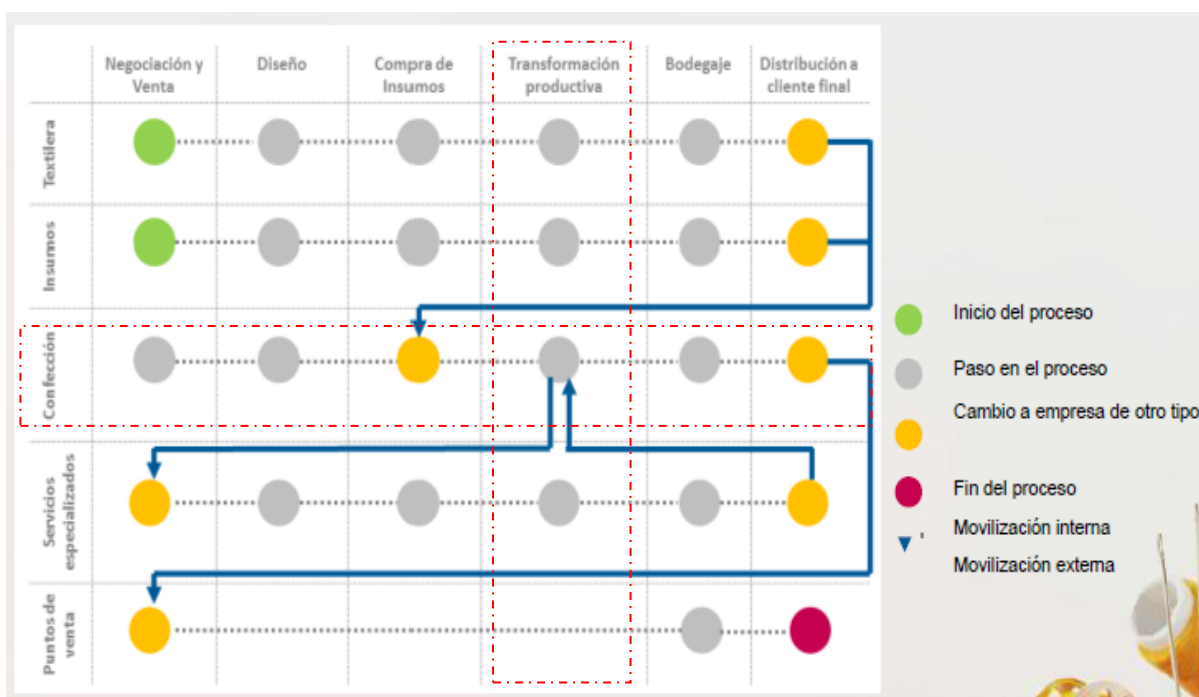 Negociación y
Venta
Diseño
Compra de
Insumos
Transformación
productiva
Bodegaje
Distribución a
cliente final
Textilera
Insumos
Confección
Servicios
especializados
Puntos de
venta
Inicio del proceso
Paso en el proceso
Cambio a empresa de otro tipo
Fin del proceso
Movilización interna
Movilización externa